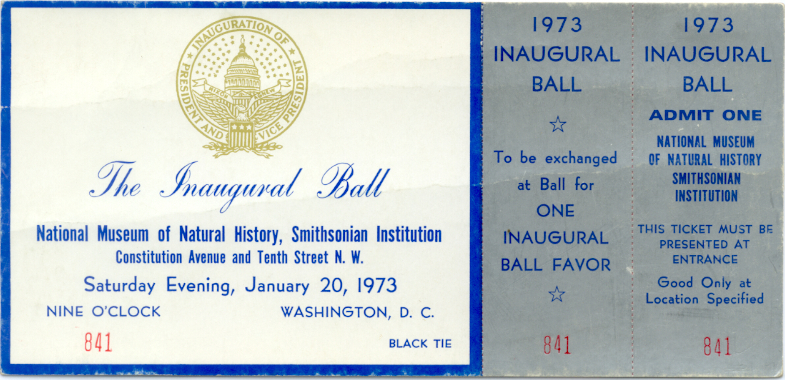 INAUGURATION OF
PRESIDENT AND VICE PRESIDENT
The Inaugural Ball
National Museum of Natural History, Smithsonian Institution
Constitution Avenue and Tenth Street N. W.
Saturday Evening, January 20, 1973
NINE O'CLOCK WASHINGTON, D. C.
841
BLACK TIE
1973
INAUGURAL
BALL
☆
To be exchanged
at Ball for
ONE
INAUGURAL
BALL FAVOR
☆
841
1973
INAUGURAL
BALL
ADMIT ONE
NATIONAL MUSEUM
OF NATURAL HISTORY
SMITHSONIAN
INSTITUTION
THIS TICKET MUST BE
PRESENTED AT
ENTRANCE
Good Only at
Location Specified
841